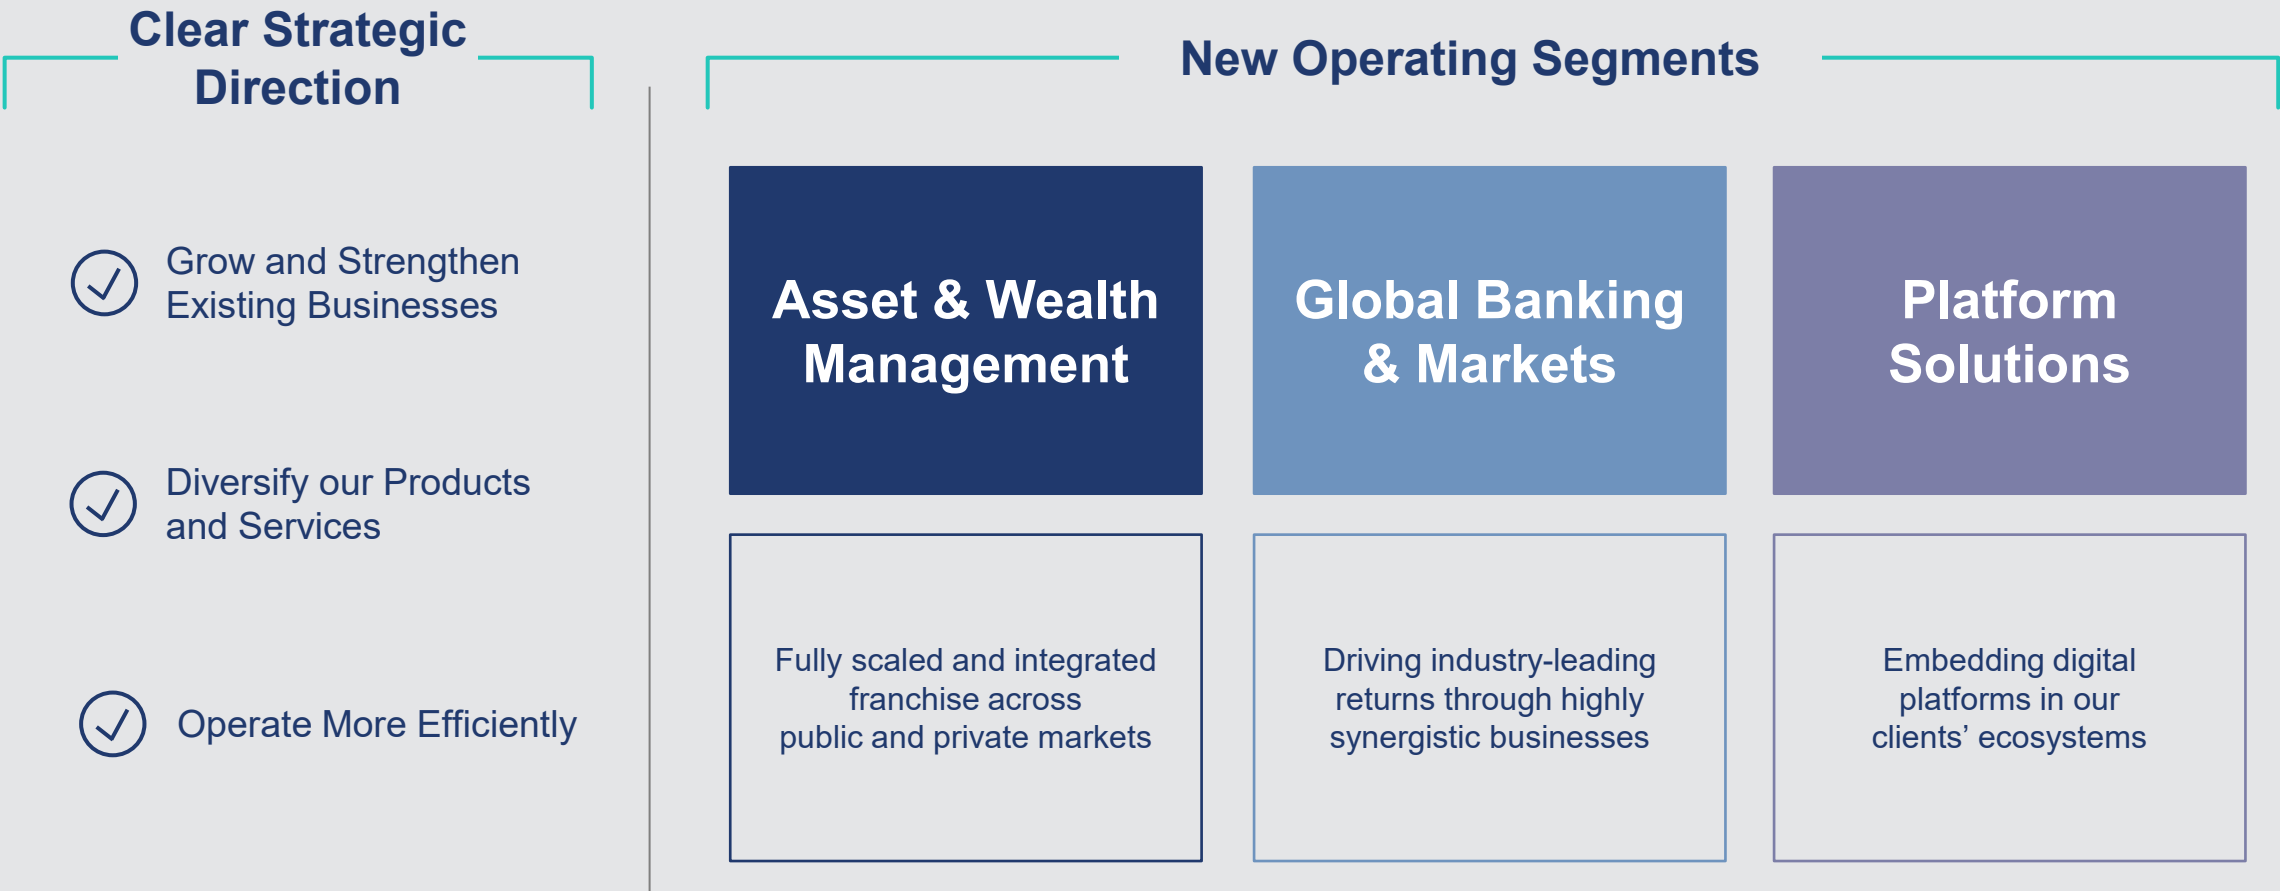 Clear Strategic
Direction
Grow and Strengthen
Existing Businesses
Diversify our Products
and Services
Operate More Efficiently
New Operating Segments
Asset & Wealth
Management
Fully scaled and integrated
franchise across
public and private markets
Global Banking
& Markets
Driving industry-leading
returns through highly
synergistic businesses
Platform
Solutions
Embedding digital
platforms in our
clients’ ecosystems